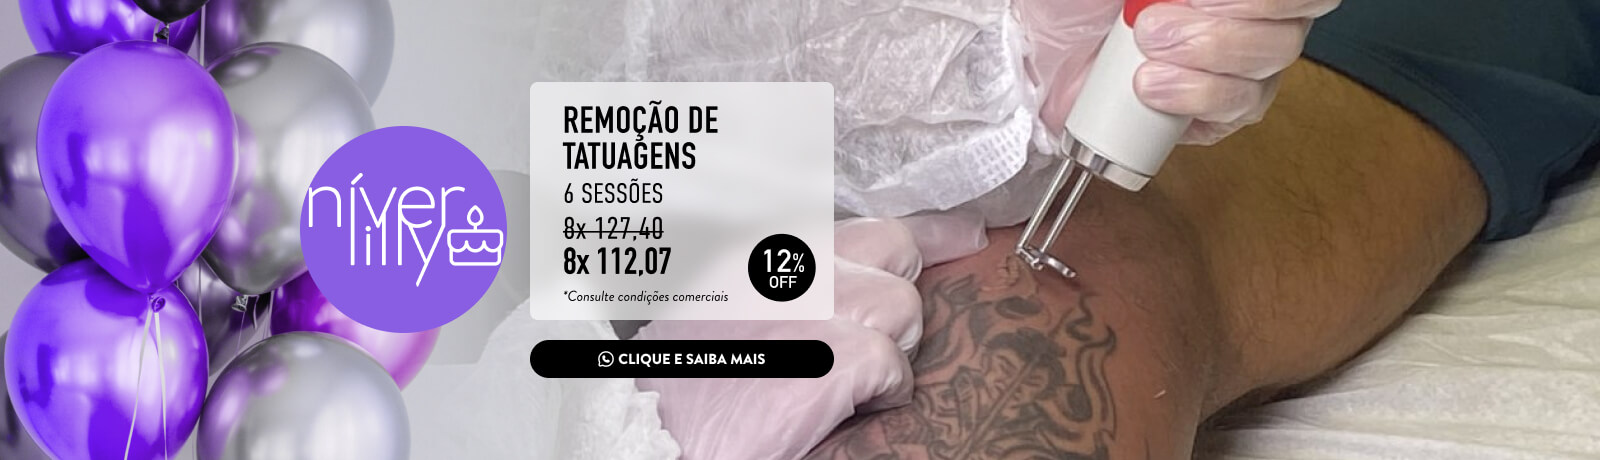 níver
lilly
REMOÇÃO DE
TATUAGENS
6 SESSÕES
8x 127,40
8x 112,07
12%
OFF
*Consulte condições comerciais
CLIQUE E SAIBA MAIS